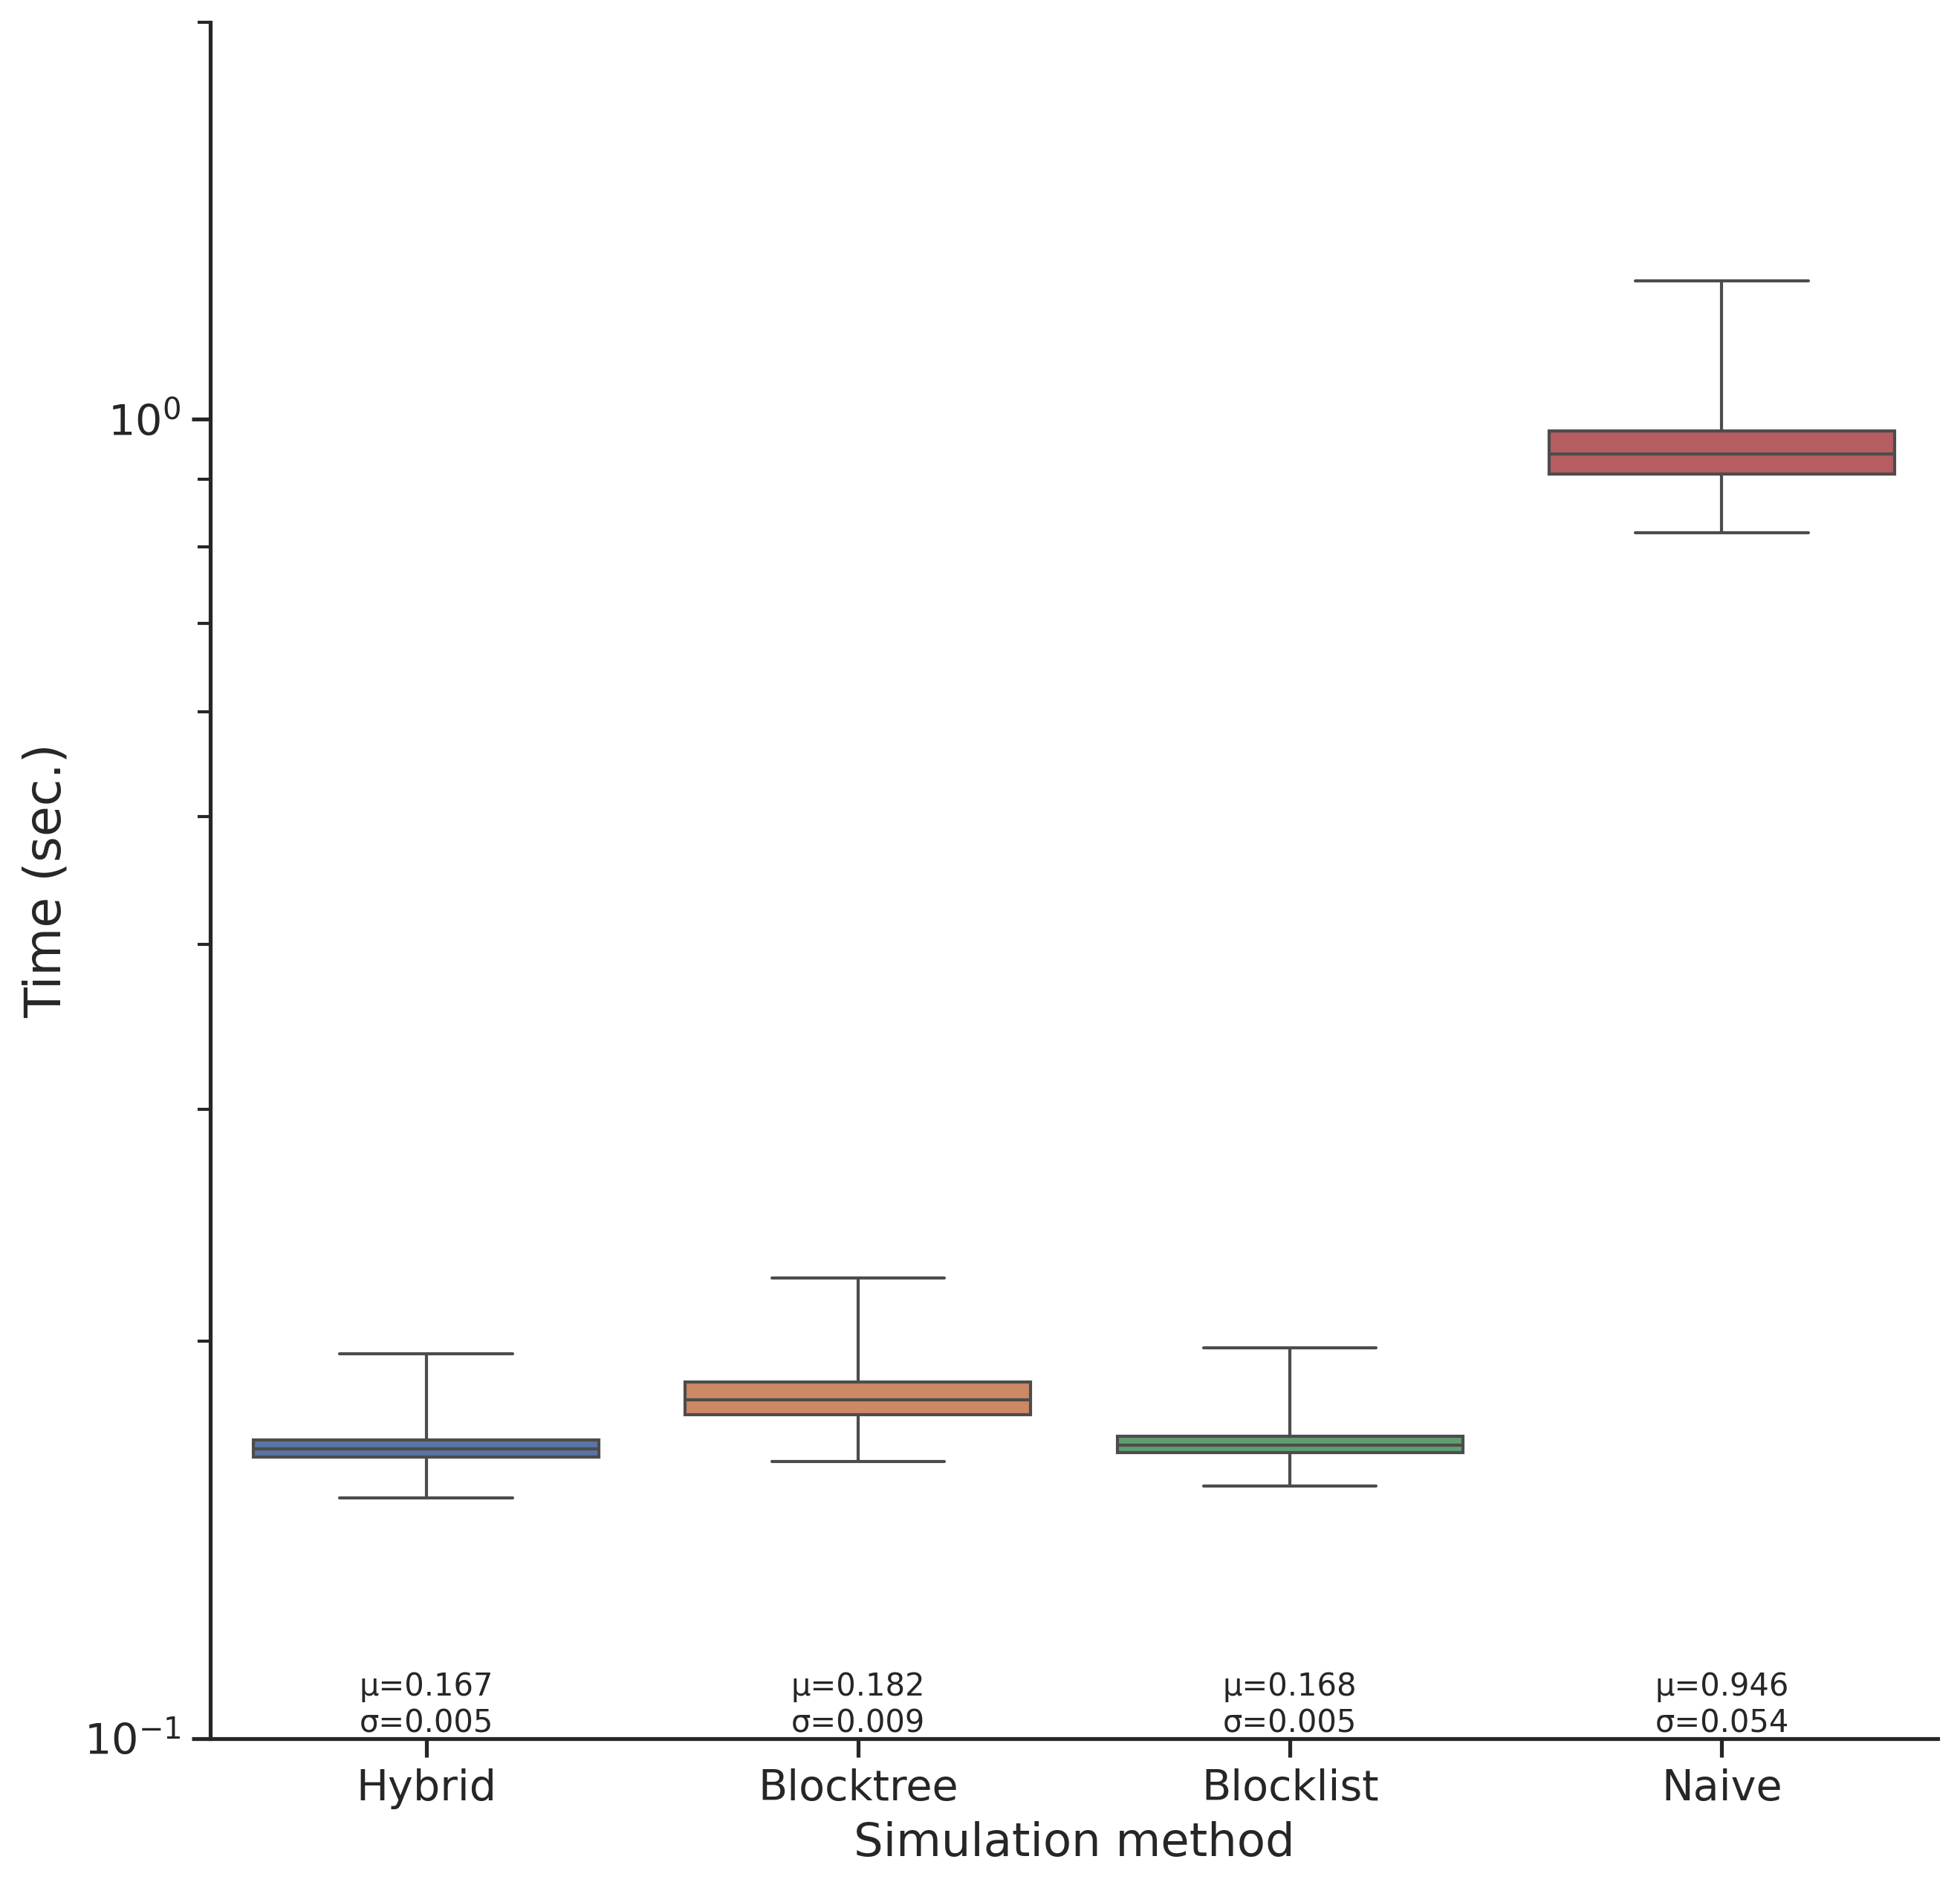 Time (sec.)
10⁰
10⁻¹
μ=0.167
σ=0.005
μ=0.182
σ=0.009
μ=0.168
σ=0.005
μ=0.946
σ=0.054
Hybrid
Blocktree
Blocklist
Naive
Simulation method